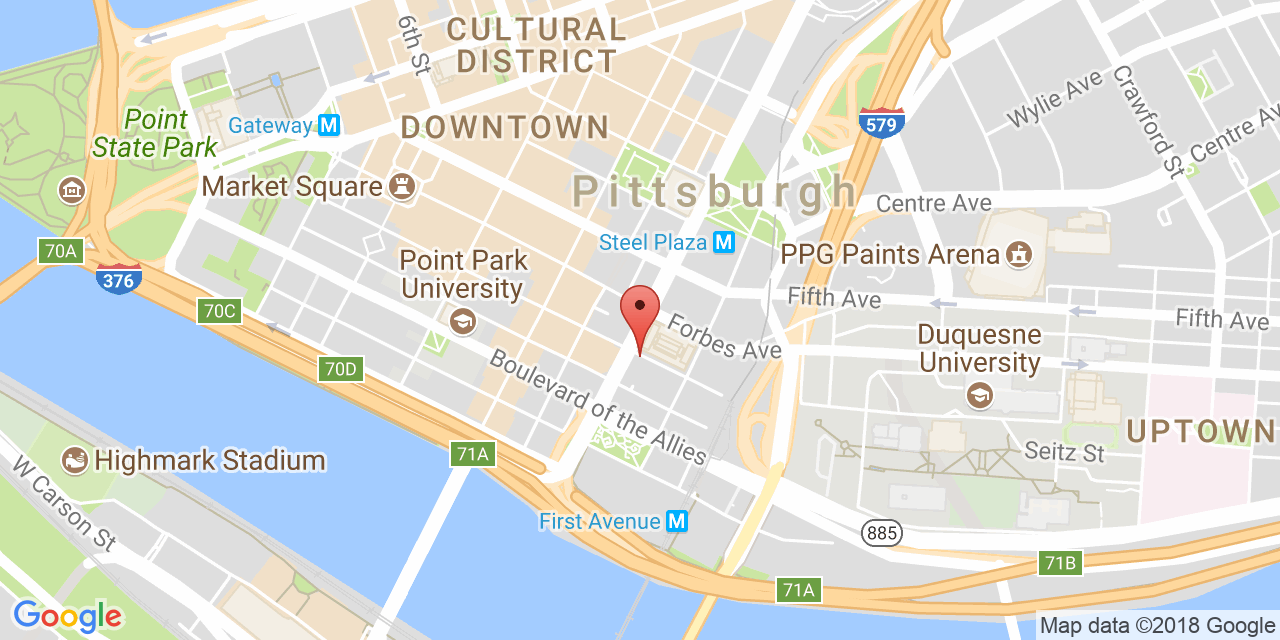 CULTURAL
DISTRICT
6th St
579
Wylie Ave
Crawford St
Centre Ave
Point
State Park
Gateway M
DOWNTOWN
Market Square
Pittsburgh
Centre Ave
Steel Plaza M
PPG Paints Arena
70A
376
Point Park
University
70C
Fifth Ave
Fifth Ave
Forbes Ave
Duquesne
University
70D
Boulevard of the Allies
UPTOWN
Seitz St
71A
Highmark Stadium
W Carson St
First Avenue M
885
71B
71A
Google
Map data ©2018 Google